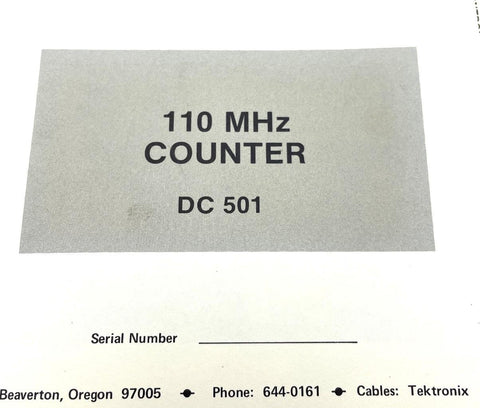 110 MHz
COUNTER
DC 501
Serial Number
Beaverton, Oregon 97005 Phone: 644-0161 Cables: Tektronix